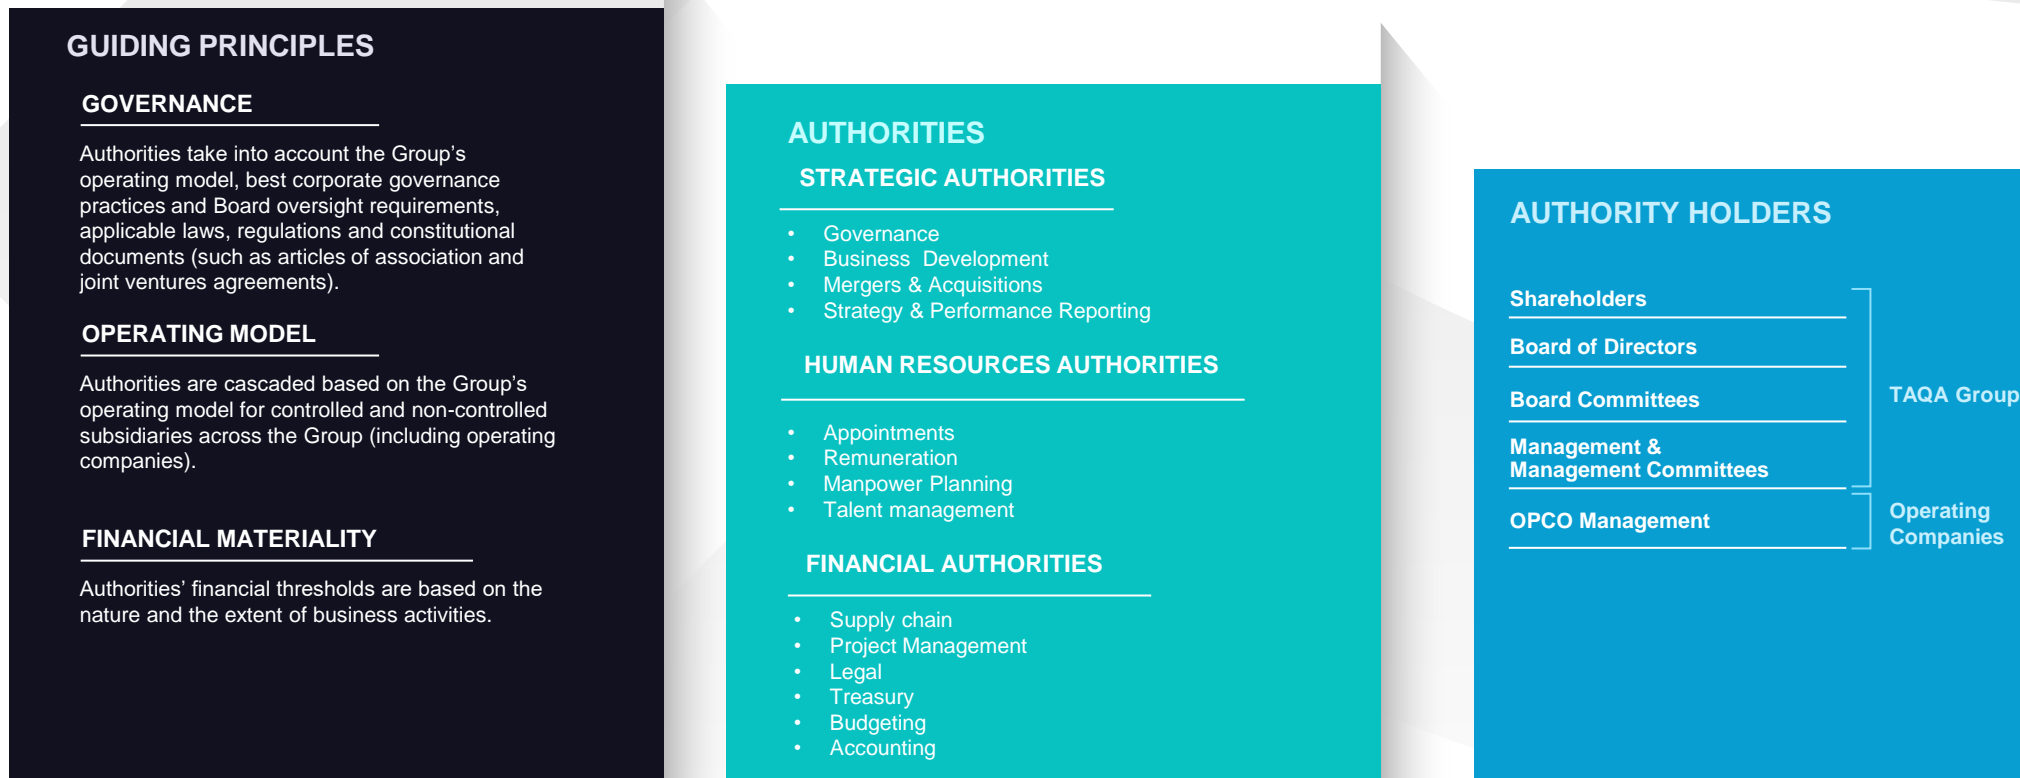 GUIDING PRINCIPLES
GOVERNANCE
Authorities take into account the Group’s
operating model, best corporate governance
practices and Board oversight requirements,
applicable laws, regulations and constitutional
documents (such as articles of association and
joint ventures agreements).
OPERATING MODEL
Authorities are cascaded based on the Group’s
operating model for controlled and non-controlled
subsidiaries across the Group (including operating
companies).
FINANCIAL MATERIALITY
Authorities’ financial thresholds are based on the
nature and the extent of business activities.
AUTHORITIES
STRATEGIC AUTHORITIES
• Governance
• Business Development
• Mergers & Acquisitions
• Strategy & Performance Reporting
HUMAN RESOURCES AUTHORITIES
• Appointments
• Remuneration
• Manpower Planning
• Talent management
FINANCIAL AUTHORITIES
• Supply chain
• Project Management
• Legal
• Treasury
• Budgeting
• Accounting
AUTHORITY HOLDERS
Shareholders
Board of Directors
Board Committees
Management &
Management Committees
TAQA Group
OPCO Management
Operating
Companies